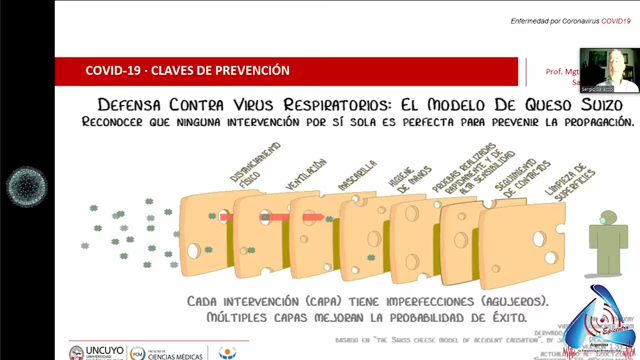 Enfermedad por Coronavirus COVID19
COVID-19 · CLAVES DE PREVENCIÓN
Prof. Mgt
DEFENSA CONTRA VIRUS RESPIRATORIOS: EL MODELO DE QUESO SUIZO
RECONOCER QUE NINGUNA INTERVENCIÓN POR SÍ SOLA ES PERFECTA PARA PREVENIR LA PROPAGACIÓN.
DISTANCIAMIENTO
FÍSICO
VENTILACIÓN
MASCARILLA
HIGIENE
DE MANOS
PRUEBAS REALIZADAS
RÁPIDAMENTE Y DE
ALTA SENSIBILIDAD
SEGUIMIENTO
DE CONTACTOS
LIMPIEZA DE
SUPERFICIES
CADA INTERVENCIÓN (CAPA) TIENE IMPERFECCIONES (AGUJEROS).
MÚLTIPLES CAPAS MEJORAN LA PROBABILIDAD DE ÉXITO.
BASADO EN "THE SWISS CHEESE MODEL OF ACCIDENT CAUSATION", BY
UNCUYO
UNIVERSIDAD
FCM
FACULTAD DE
CIENCIAS MÉDICAS